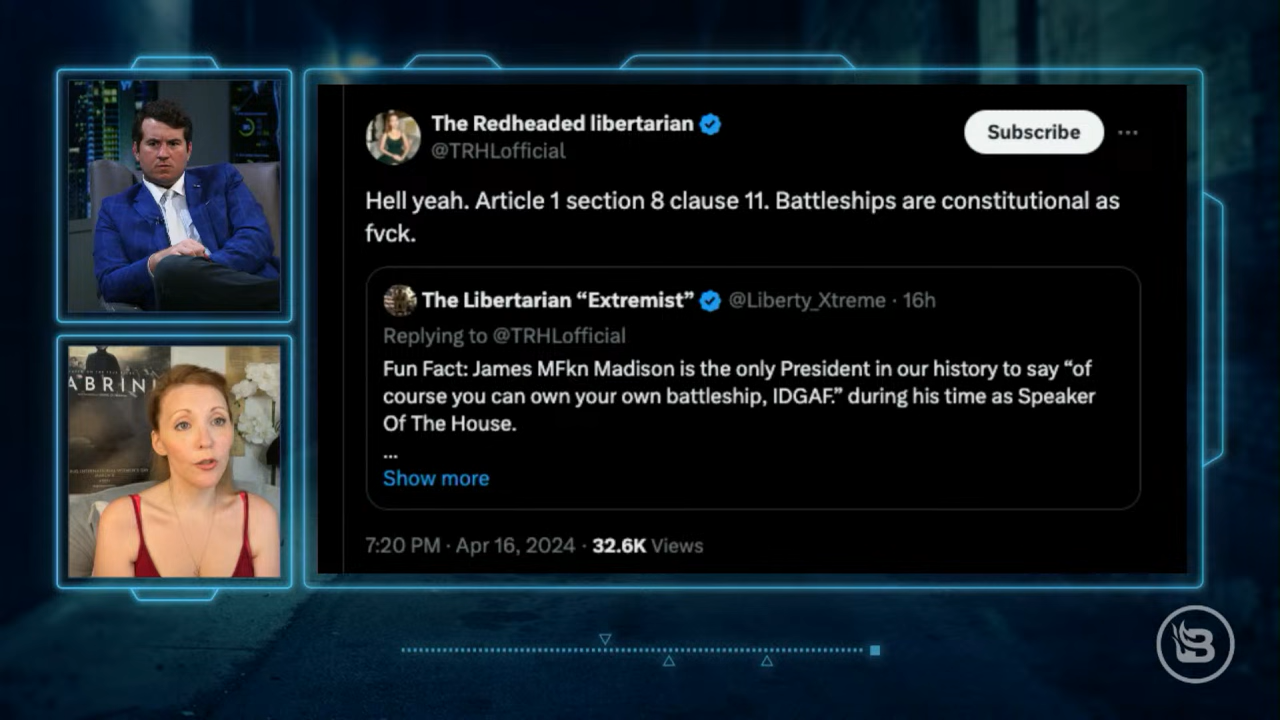 The Redheaded libertarian
@TRHLofficial
Subscribe
Hell yeah. Article 1 section 8 clause 11. Battleships are constitutional as
fvck.
The Libertarian “Extremist” @Liberty_Xtreme · 16h
Replying to @TRHLofficial
Fun Fact: James MFkn Madison is the only President in our history to say “of
course you can own your own battleship, IDGAF.” during his time as Speaker
Of The House.
...
Show more
7:20 PM · Apr 16, 2024 · 32.6K Views
ABRINI
B